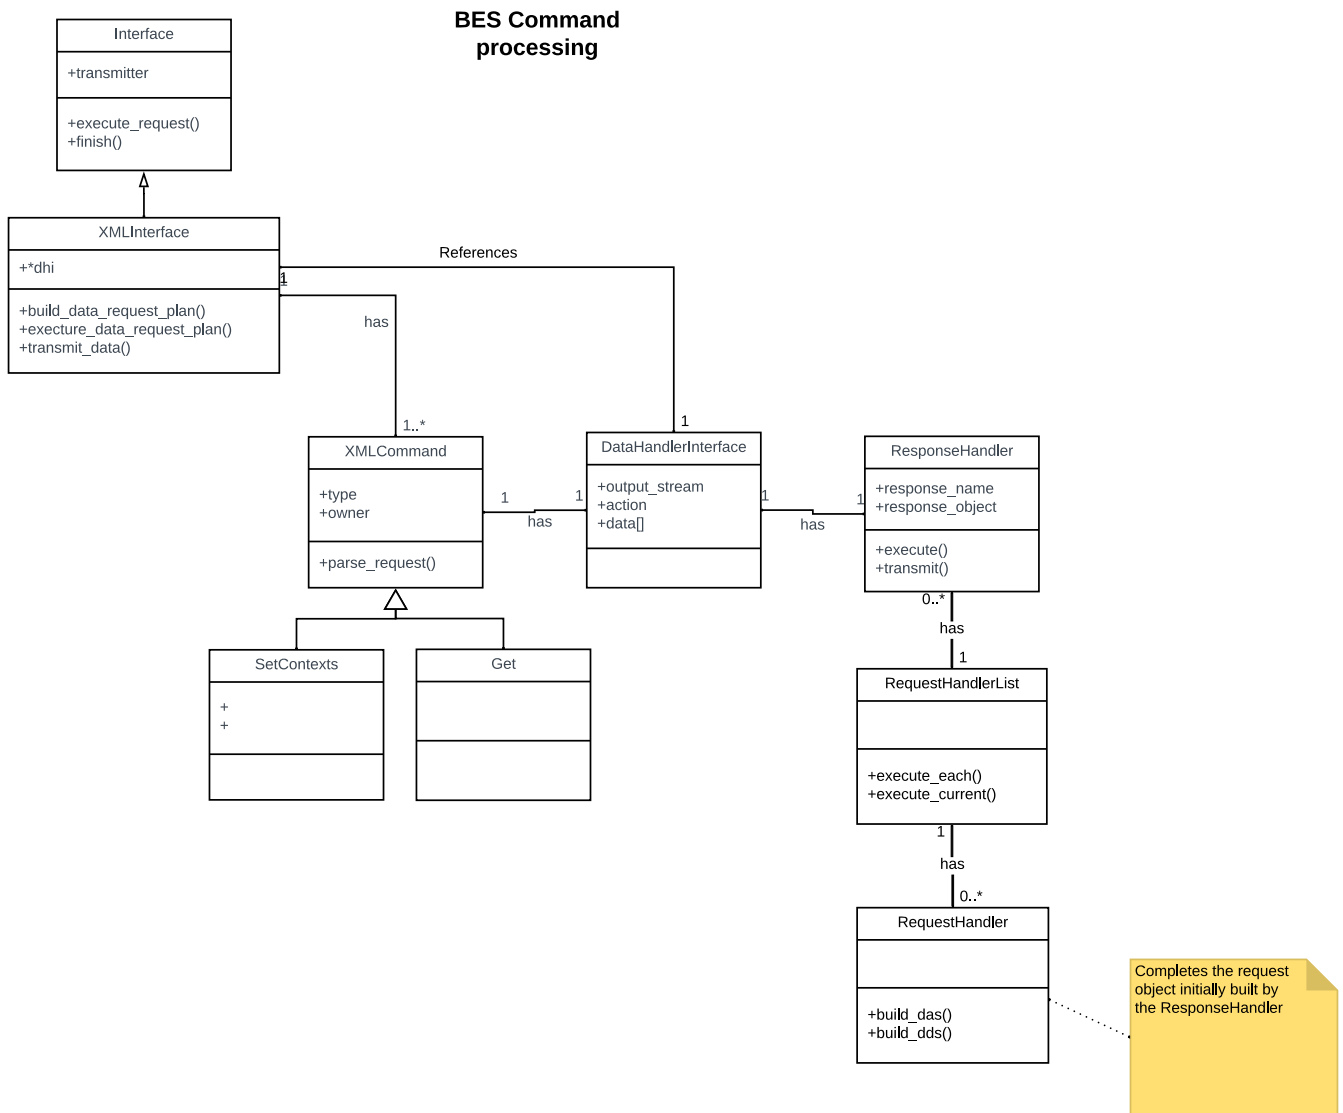 BES Command
processing
Interface
+transmitter
+execute_request()
+finish()
XMLInterface
+*dhi
+build_data_request_plan()
+execture_data_request_plan()
+transmit_data()
References
1
1
has
1..*
1
XMLCommand
+type
+owner
+parse_request()
1
has
1
DataHandlerInterface
+output_stream
+action
+data[]
1
has
1
ResponseHandler
+response_name
+response_object
+execute()
+transmit()
0..*
has
1
SetContexts
+
+
Get
RequestHandlerList
+execute_each()
+execute_current()
1
has
0..*
RequestHandler
+build_das()
+build_dds()
Completes the request
object initially built by
the ResponseHandler